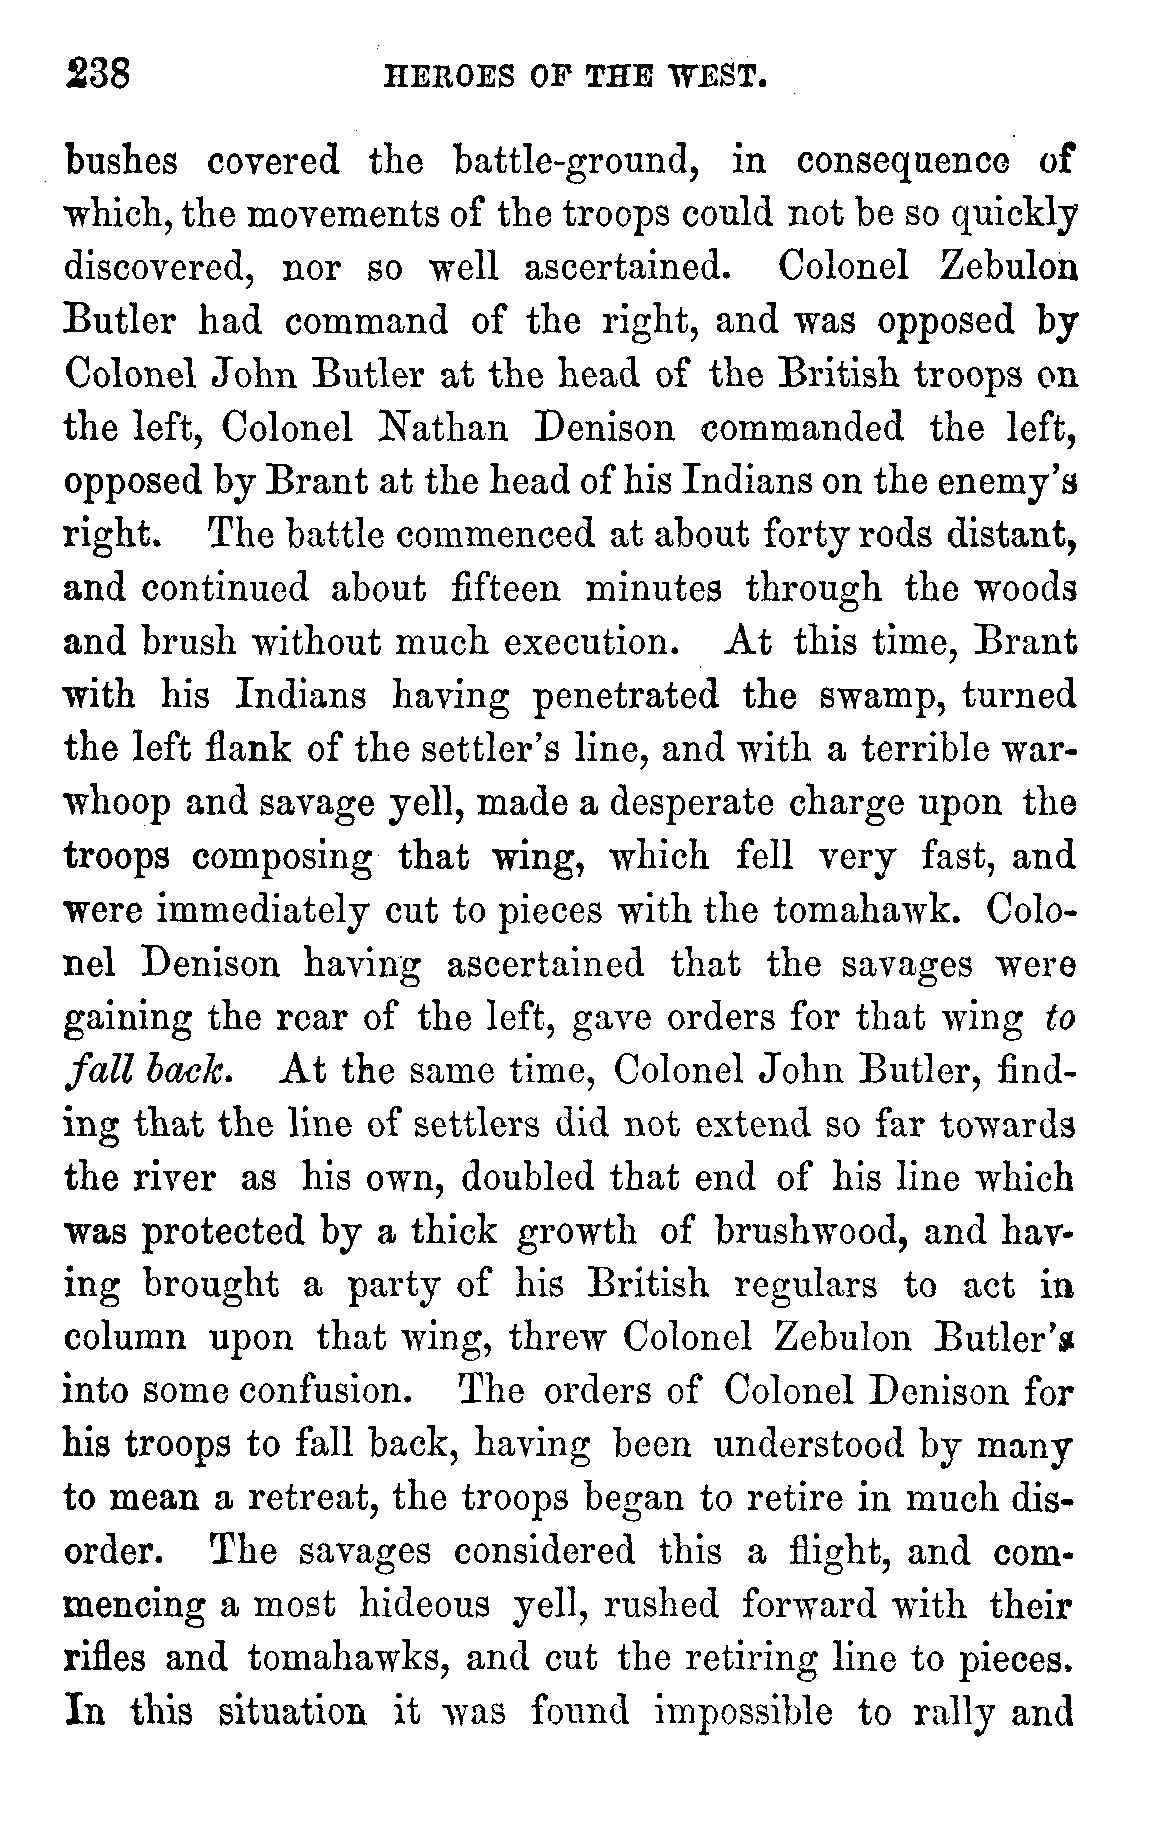 238 HEROES OF THE WEST.
bushes covered the battle-ground, in consequence of
which, the movements of the troops could not be so quickly
discovered, nor so well ascertained. Colonel Zebulon
Butler had command of the right, and was opposed by
Colonel John Butler at the head of the British troops on
the left, Colonel Nathan Denison commanded the left,
opposed by Brant at the head of his Indians on the enemy's
right. The battle commenced at about forty rods distant,
and continued about fifteen minutes through the woods
and brush without much execution. At this time, Brant
with his Indians having penetrated the swamp, turned
the left flank of the settler's line, and with a terrible war-
whoop and savage yell, made a desperate charge upon the
troops composing that wing, which fell very fast, and
were immediately cut to pieces with the tomahawk. Colo-
nel Denison having ascertained that the savages were
gaining the rear of the left, gave orders for that wing to
fall back. At the same time, Colonel John Butler, find-
ing that the line of settlers did not extend so far towards
the river as his own, doubled that end of his line which
was protected by a thick growth of brushwood, and hav-
ing brought a party of his British regulars to act in
column upon that wing, threw Colonel Zebulon Butler's
into some confusion. The orders of Colonel Denison for
his troops to fall back, having been understood by many
to mean a retreat, the troops began to retire in much dis-
order. The savages considered this a flight, and com-
mencing a most hideous yell, rushed forward with their
rifles and tomahawks, and cut the retiring line to pieces.
In this situation it was found impossible to rally and